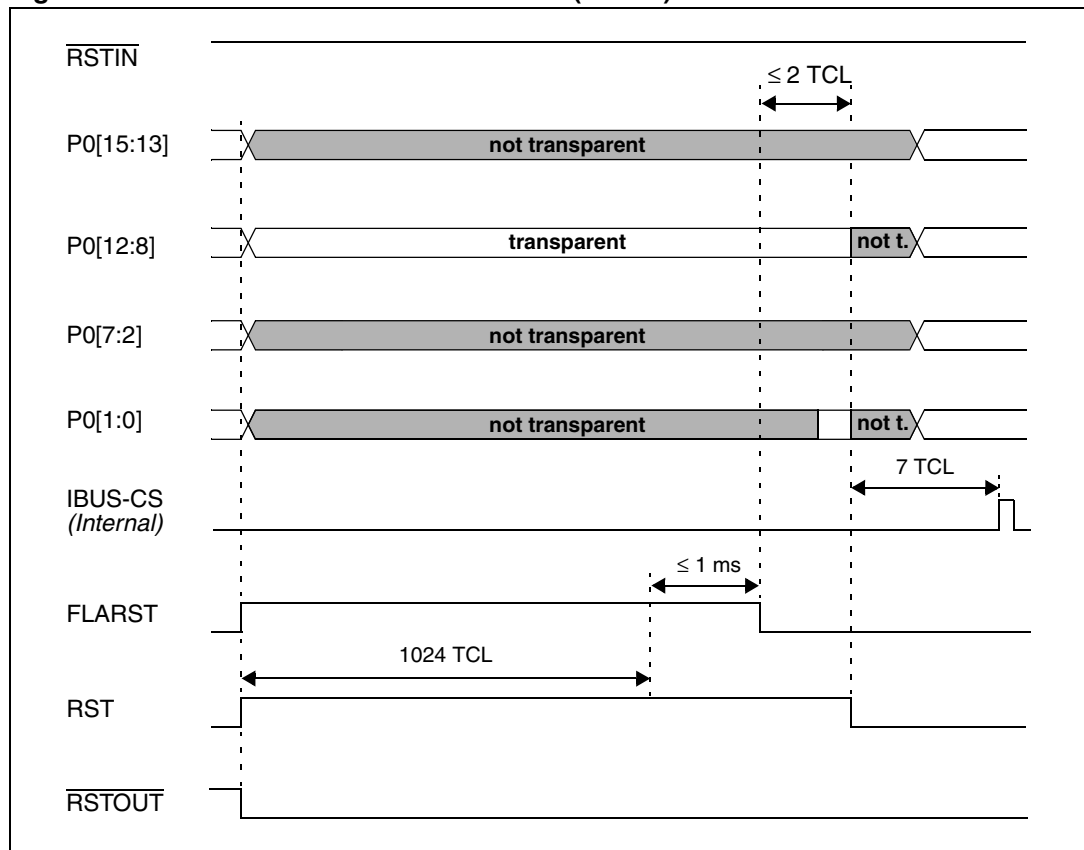 RSTIN
≤ 2 TCL
P0[15:13]
not transparent
P0[12:8]
transparent
not t.
P0[7:2]
not transparent
P0[1:0]
not transparent
not t.
7 TCL
IBUS-CS
(Internal)
≤ 1 ms
FLARST
1024 TCL
RST
RSTOUT